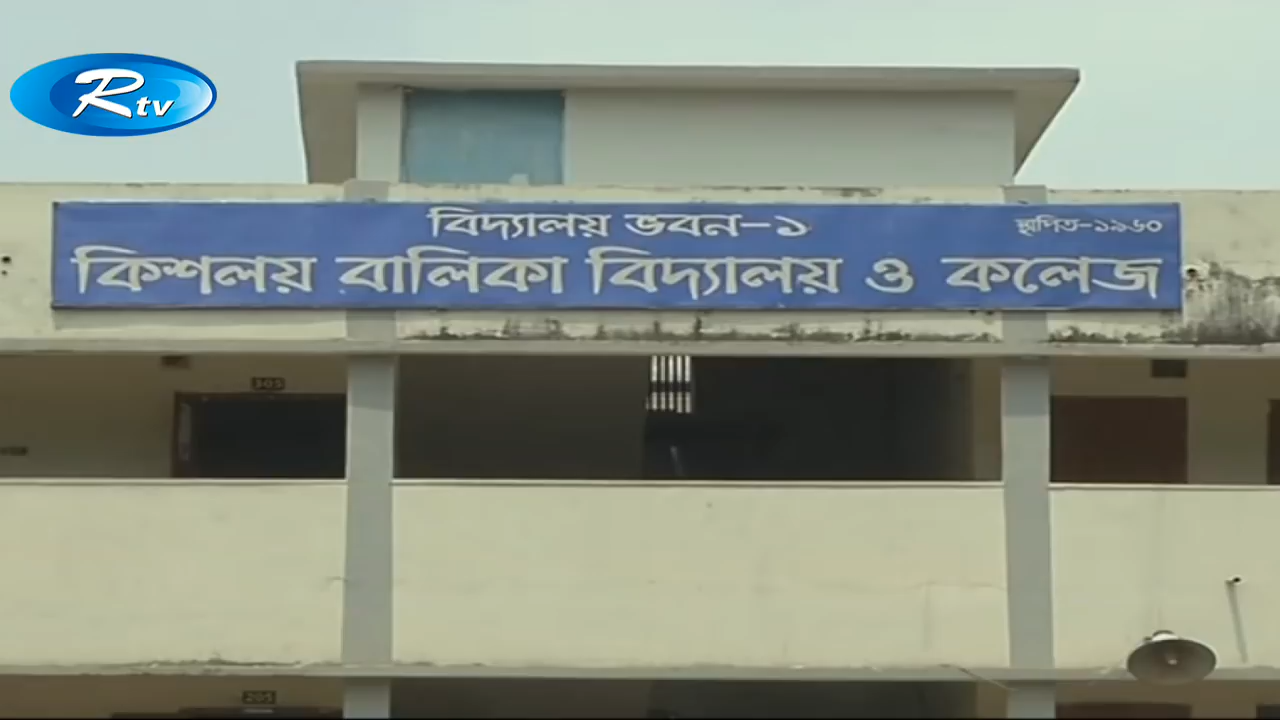 Rtv
বিদ্যালয় ভবন-১
স্থাপিত-১৯৬০
কিশলয় বালিকা বিদ্যালয় ও কলেজ
305
205